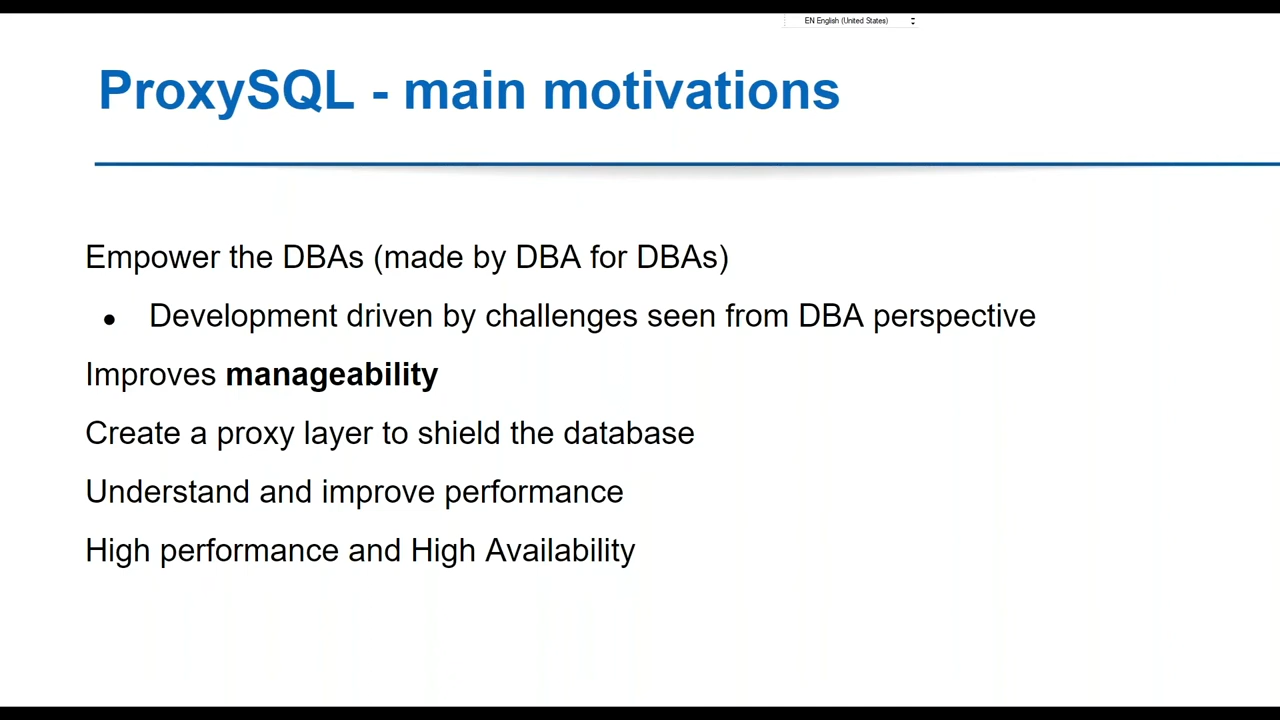 EN English (United States)
ProxySQL - main motivations
Empower the DBAs (made by DBA for DBAs)
● Development driven by challenges seen from DBA perspective
Improves manageability
Create a proxy layer to shield the database
Understand and improve performance
High performance and High Availability